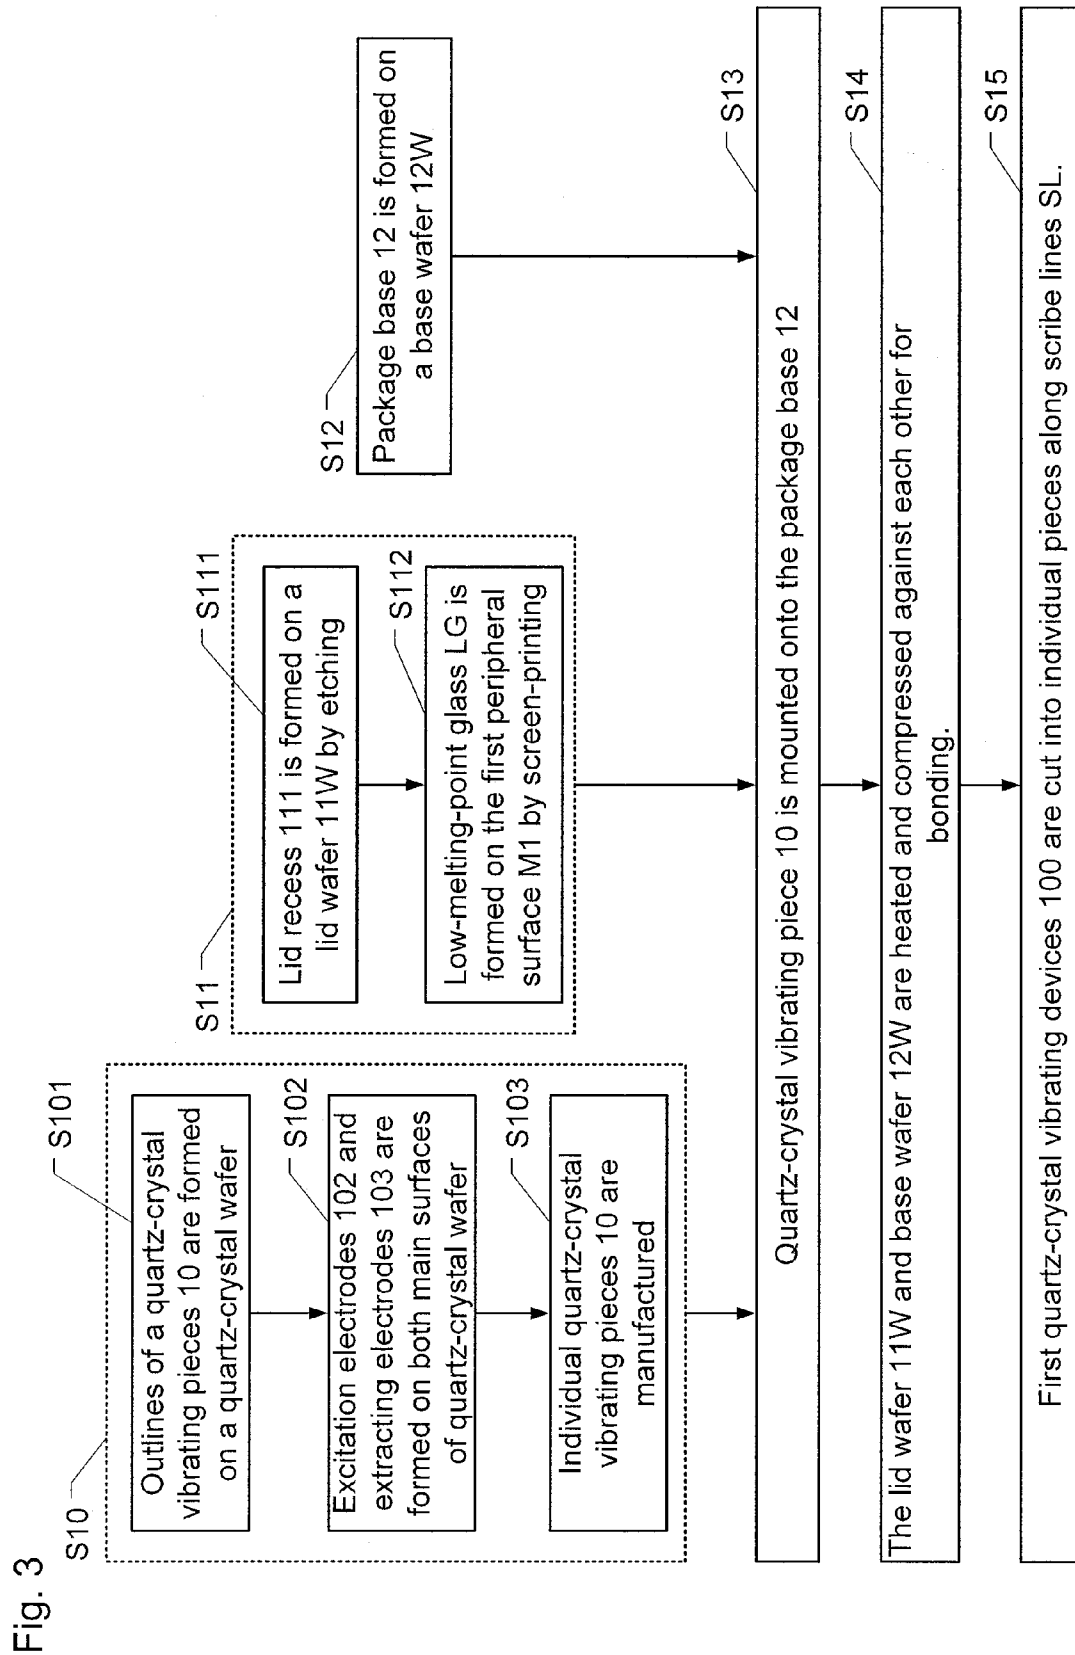 Fig. 3
S10
S101
Outlines of a quartz-crystal
vibrating pieces 10 are formed
on a quartz-crystal wafer
S102
Excitation electrodes 102 and
extracting electrodes 103 are
formed on both main surfaces
of quartz-crystal wafer
S103
Individual quartz-crystal
vibrating pieces 10 are
manufactured
S11
S111
Lid recess 111 is formed on a
lid wafer 11W by etching
S112
Low-melting-point glass LG is
formed on the first peripheral
surface M1 by screen-printing
S12
Package base 12 is formed on
a base wafer 12W
S13
Quartz-crystal vibrating piece 10 is mounted onto the package base 12
S14
The lid wafer 11W and base wafer 12W are heated and compressed against each other for
bonding.
S15
First quartz-crystal vibrating devices 100 are cut into individual pieces along scribe lines SL.